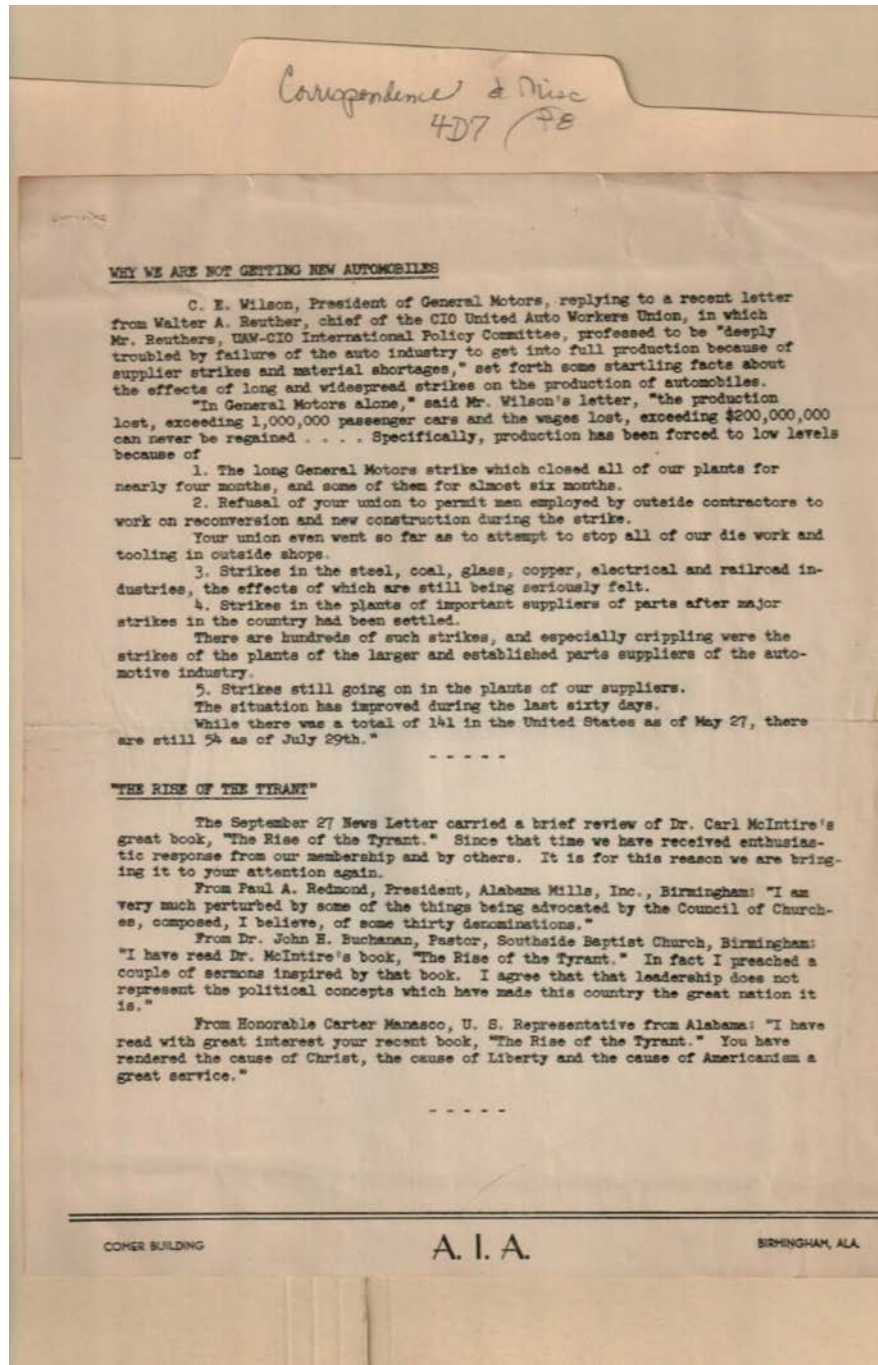 Correspondence & Misc
4D7
WHY WE ARE NOT GETTING NEW AUTOMOBILES
C. E. Wilson, President of General Motors, replying to a recent letter
from Walter A. Reuther, chief of the CIO United Auto Workers Union, in which
Mr. Reuthers, UAW-CIO International Policy Committee, professed to be "deeply
troubled by failure of the auto industry to get into full production because of
supplier strikes and material shortages," set forth some startling facts about
the effects of long and widespread strikes on the production of automobiles.
"In General Motors alone," said Mr. Wilson's letter, "the production
lost, exceeding 1,000,000 passenger cars and the wages lost, exceeding $200,000,000
can never be regained . . . . Specifically, production has been forced to low levels
because of
1. The long General Motors strike which closed all of our plants for
nearly four months, and some of them for almost six months.
2. Refusal of your union to permit men employed by outside contractors to
work on reconversion and new construction during the strike.
Your union even went so far as to attempt to stop all of our die work and
tooling in outside shops.
3. Strikes in the steel, coal, glass, copper, electrical and railroad in-
dustries, the effects of which are still being seriously felt.
4. Strikes in the plants of important suppliers of parts after major
strikes in the country had been settled.
There are hundreds of such strikes, and especially crippling were the
strikes of the plants of the larger and established parts suppliers of the auto-
motive industry.
5. Strikes still going on in the plants of our suppliers.
The situation has improved during the last sixty days.
While there was a total of 141 in the United States as of May 27, there
are still 54 as of July 29th."
- - - - -
"THE RISE OF THE TYRANT"
The September 27 News Letter carried a brief review of Dr. Carl McIntire's
great book, "The Rise of the Tyrant." Since that time we have received enthusias-
tic response from our membership and by others. It is for this reason we are bring-
ing it to your attention again.
From Paul A. Redmond, President, Alabama Mills, Inc., Birmingham: "I am
very much perturbed by some of the things being advocated by the Council of Church-
es, composed, I believe, of some thirty denominations."
From Dr. John H. Buchanan, Pastor, Southside Baptist Church, Birmingham:
"I have read Dr. McIntire's book, "The Rise of the Tyrant." In fact I preached a
couple of sermons inspired by that book. I agree that that leadership does not
represent the political concepts which have made this country the great nation it
is."
From Honorable Carter Manasco, U. S. Representative from Alabama: "I have
read with great interest your recent book, "The Rise of the Tyrant." You have
rendered the cause of Christ, the cause of Liberty and the cause of Americanism a
great service."
- - - - -
COMER BUILDING A. I. A. BIRMINGHAM, ALA.